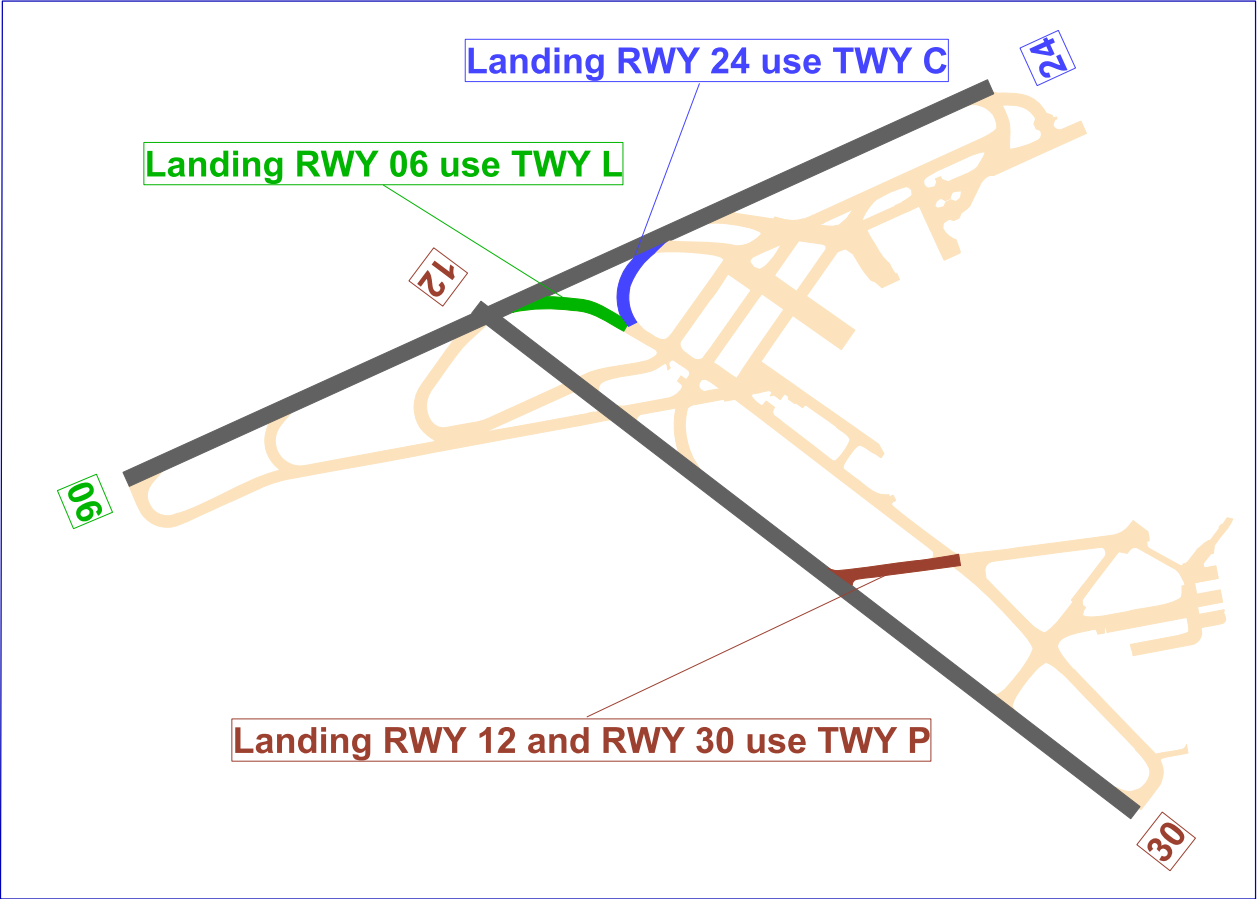 24
Landing RWY 24 use TWY C
Landing RWY 06 use TWY L
12
06
Landing RWY 12 and RWY 30 use TWY P
30